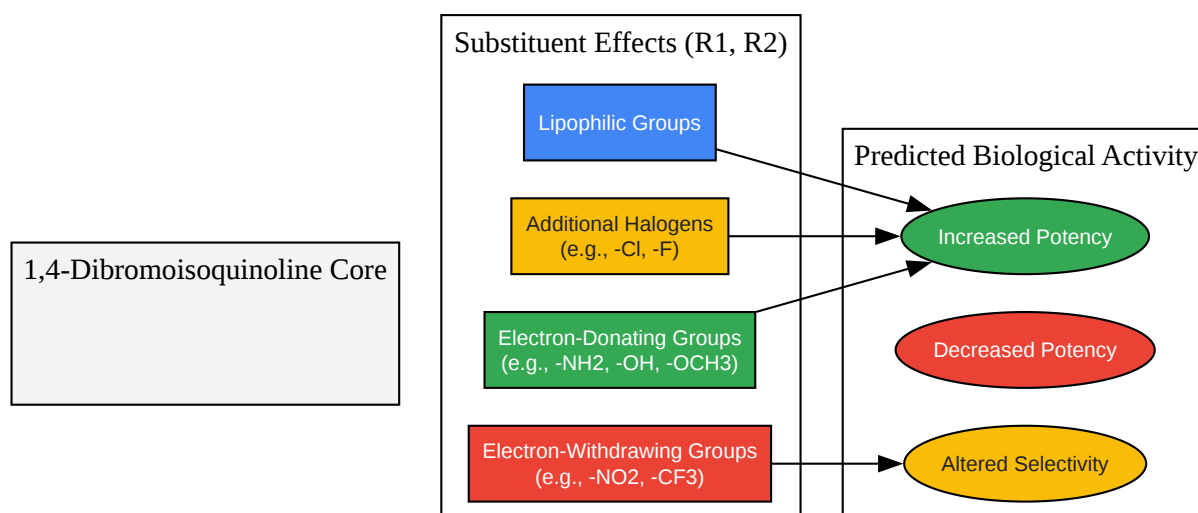 1,4-Dibromoisoquinoline Core
Substituent Effects (R1, R2)
Lipophilic Groups
Additional Halogens
(e.g., -Cl, -F)
Electron-Donating Groups
(e.g., -NH2, -OH, -OCH3)
Electron-Withdrawing Groups
(e.g., -NO2, -CF3)
Predicted Biological Activity
Increased Potency
Decreased Potency
Altered Selectivity